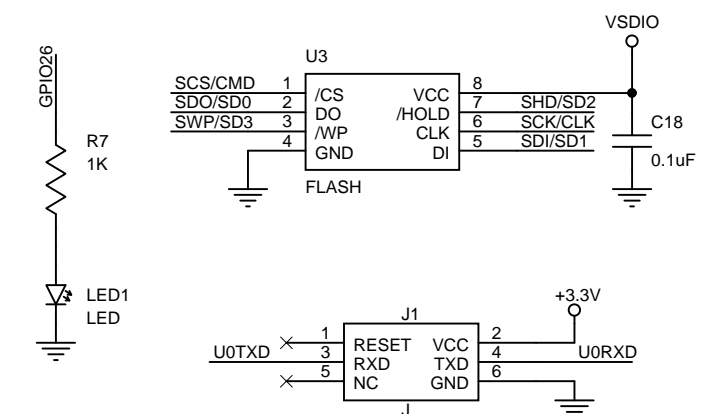 VSDIO
GPIO26
R7
1K
LED1
LED
U3
SCS/CMD 1 /CS VCC 8
SDO/SD0 2 DO /HOLD 7 SHD/SD2
SWP/SD3 3 /WP CLK 6 SCK/CLK
4 GND DI 5 SDI/SD1
FLASH
C18
0.1uF
+3.3V
J1
1 RESET VCC 2
U0TXD 3 RXD TXD 4 U0RXD
5 NC GND 6
J